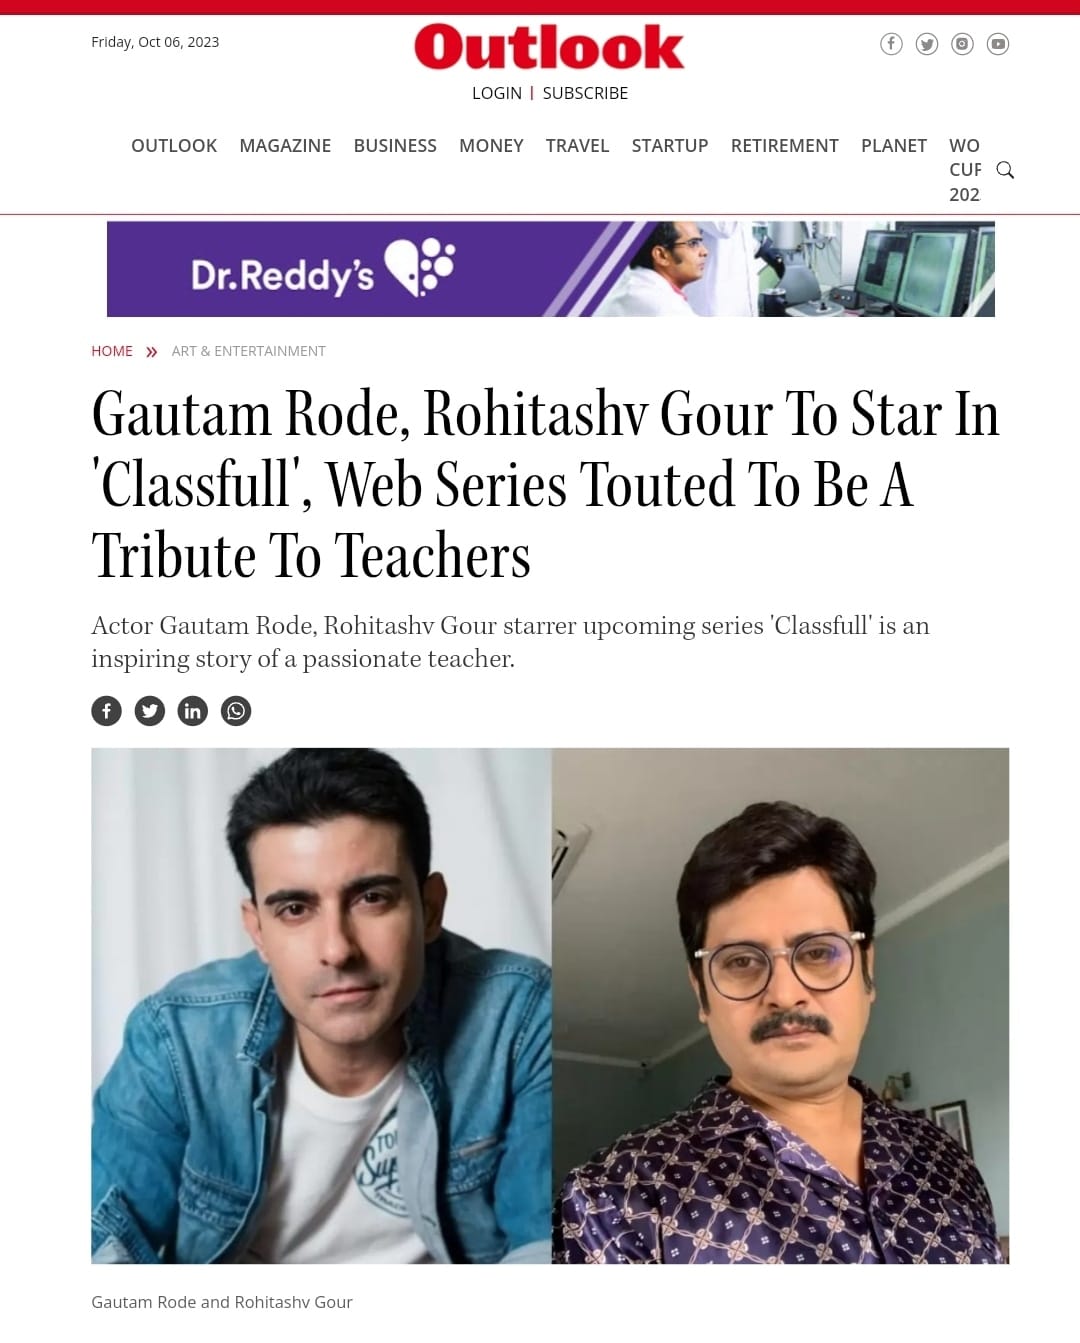 Friday, Oct 06, 2023
Outlook
LOGIN | SUBSCRIBE
OUTLOOK MAGAZINE BUSINESS MONEY TRAVEL STARTUP RETIREMENT PLANET WO
CUP
202
Dr.Reddy's
HOME » ART & ENTERTAINMENT
Gautam Rode, Rohitashv Gour To Star In
'Classfull', Web Series Touted To Be A
Tribute To Teachers
Actor Gautam Rode, Rohitashv Gour starrer upcoming series 'Classfull' is an
inspiring story of a passionate teacher.
Gautam Rode and Rohitashv Gour